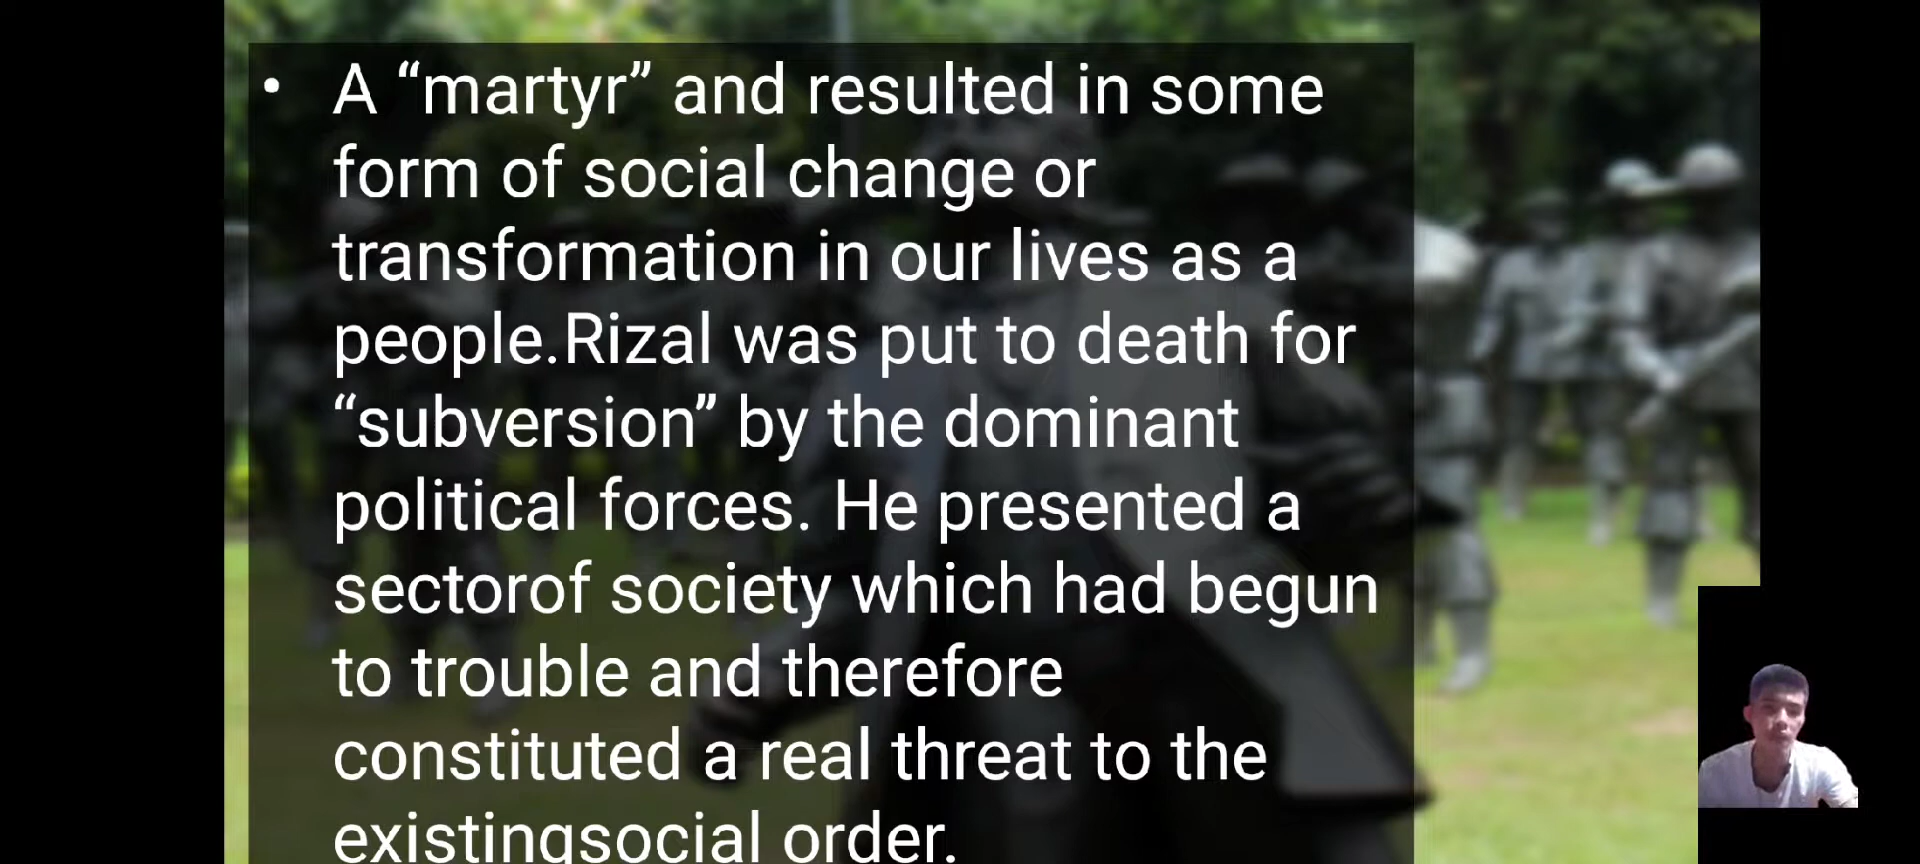 • A “martyr” and resulted in some
form of social change or
transformation in our lives as a
people.Rizal was put to death for
“subversion” by the dominant
political forces. He presented a
sectorof society which had begun
to trouble and therefore
constituted a real threat to the
existingsocial order.